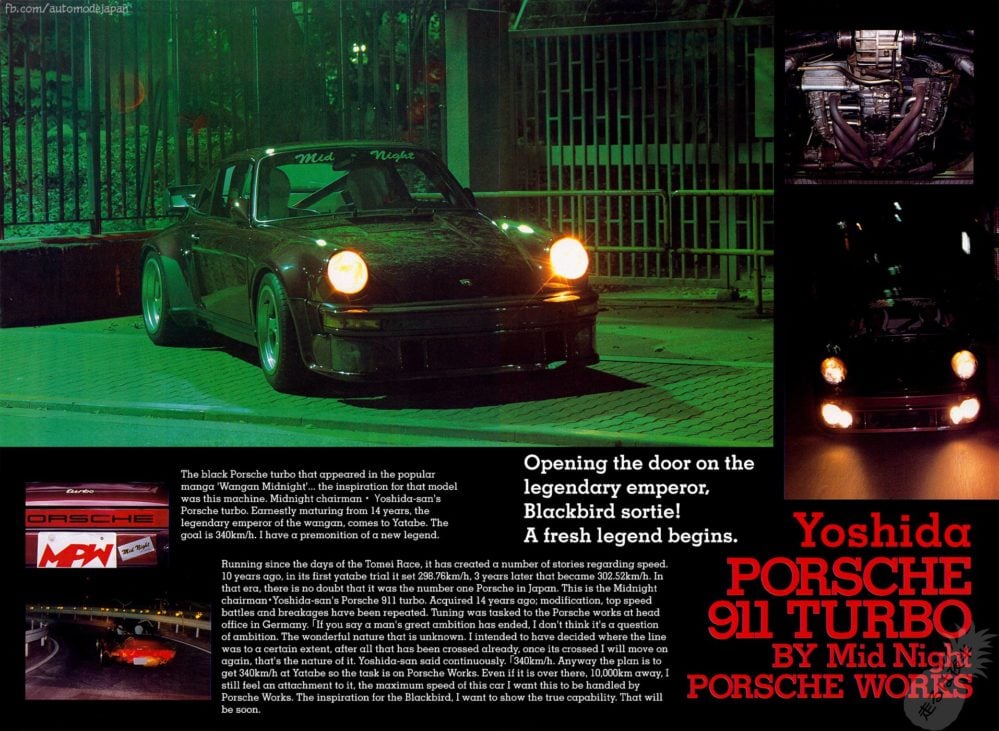 fb.com/automodejapan
Mid Night
The black Porsche turbo that appeared in the popular
manga 'Wangan Midnight'... the inspiration for that model
was this machine. Midnight chairman・Yoshida-san's
Porsche turbo. Earnestly maturing from 14 years, the
legendary emperor of the wangan, comes to Yatabe. The
goal is 340km/h. I have a premonition of a new legend.
Opening the door on the
legendary emperor,
Blackbird sortie!
A fresh legend begins.
turbo
PORSCHE
MPW
Mid Night
Running since the days of the Tomei Race, it has created a number of stories regarding speed.
10 years ago, in its first yatabe trial it set 298.76km/h, 3 years later that became 302.52km/h. In
that era, there is no doubt that it was the number one Porsche in Japan. This is the Midnight
chairman・Yoshida-san's Porsche 911 turbo. Acquired 14 years ago; modification, top speed
battles and breakages have been repeated. Tuning was tasked to the Porsche works at head
office in Germany. 「If you say a man's great ambition has ended, I don't think it's a question
of ambition. The wonderful nature that is unknown. I intended to have decided where the line
was to a certain extent, after all that has been crossed already, once its crossed I will move on
again, that's the nature of it. Yoshida-san said continuously. 「340km/h. Anyway the plan is to
get 340km/h at Yatabe so the task is on Porsche Works. Even if it is over there, 10,000km away, I
still feel an attachment to it, the maximum speed of this car I want this to be handled by
Porsche Works. The inspiration for the Blackbird, I want to show the true capability. That will
be soon.
Yoshida
PORSCHE
911 TURBO
BY Mid Night
PORSCHE WORKS